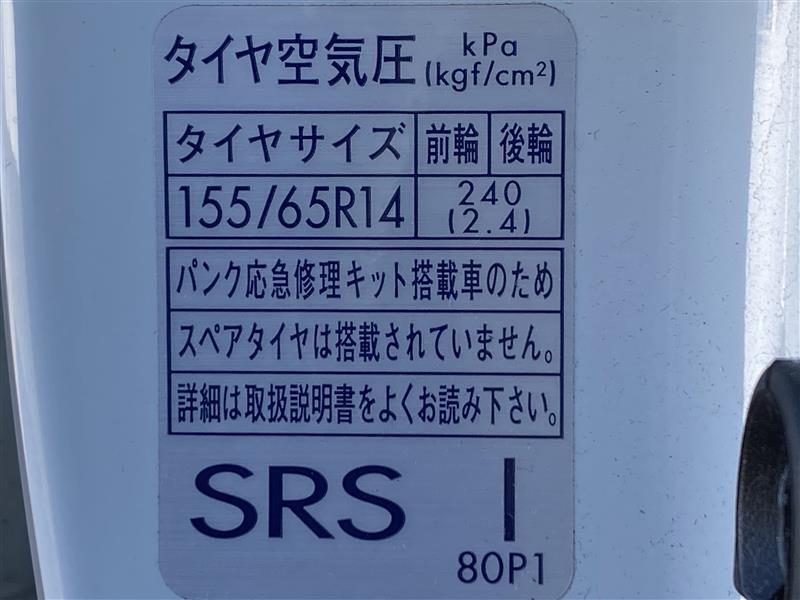 タイヤ空気圧 kPa
(kgf/cm²)
タイヤサイズ 前輪 後輪
155/65R14 240
(2.4)
パンク応急修理キット搭載車のため
スペアタイヤは搭載されていません。
詳細は取扱説明書をよくお読み下さい。
SRS I
80P1